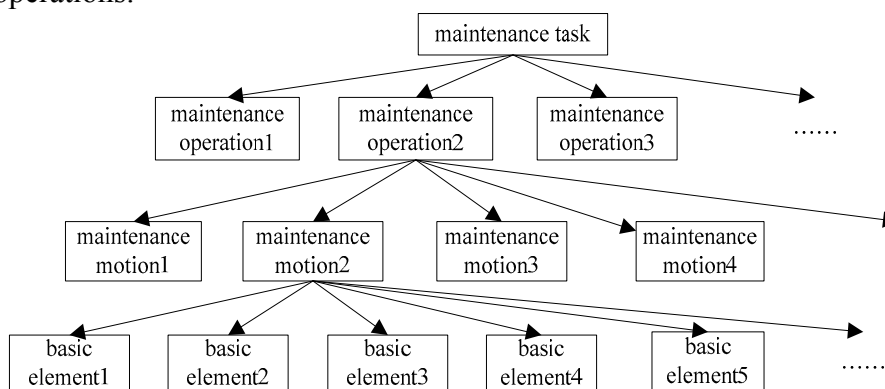 operations.
maintenance task
maintenance
operation1
maintenance
operation2
maintenance
operation3
......
maintenance
motion1
maintenance
motion2
maintenance
motion3
maintenance
motion4
basic
element1
basic
element2
basic
element3
basic
element4
basic
element5
......